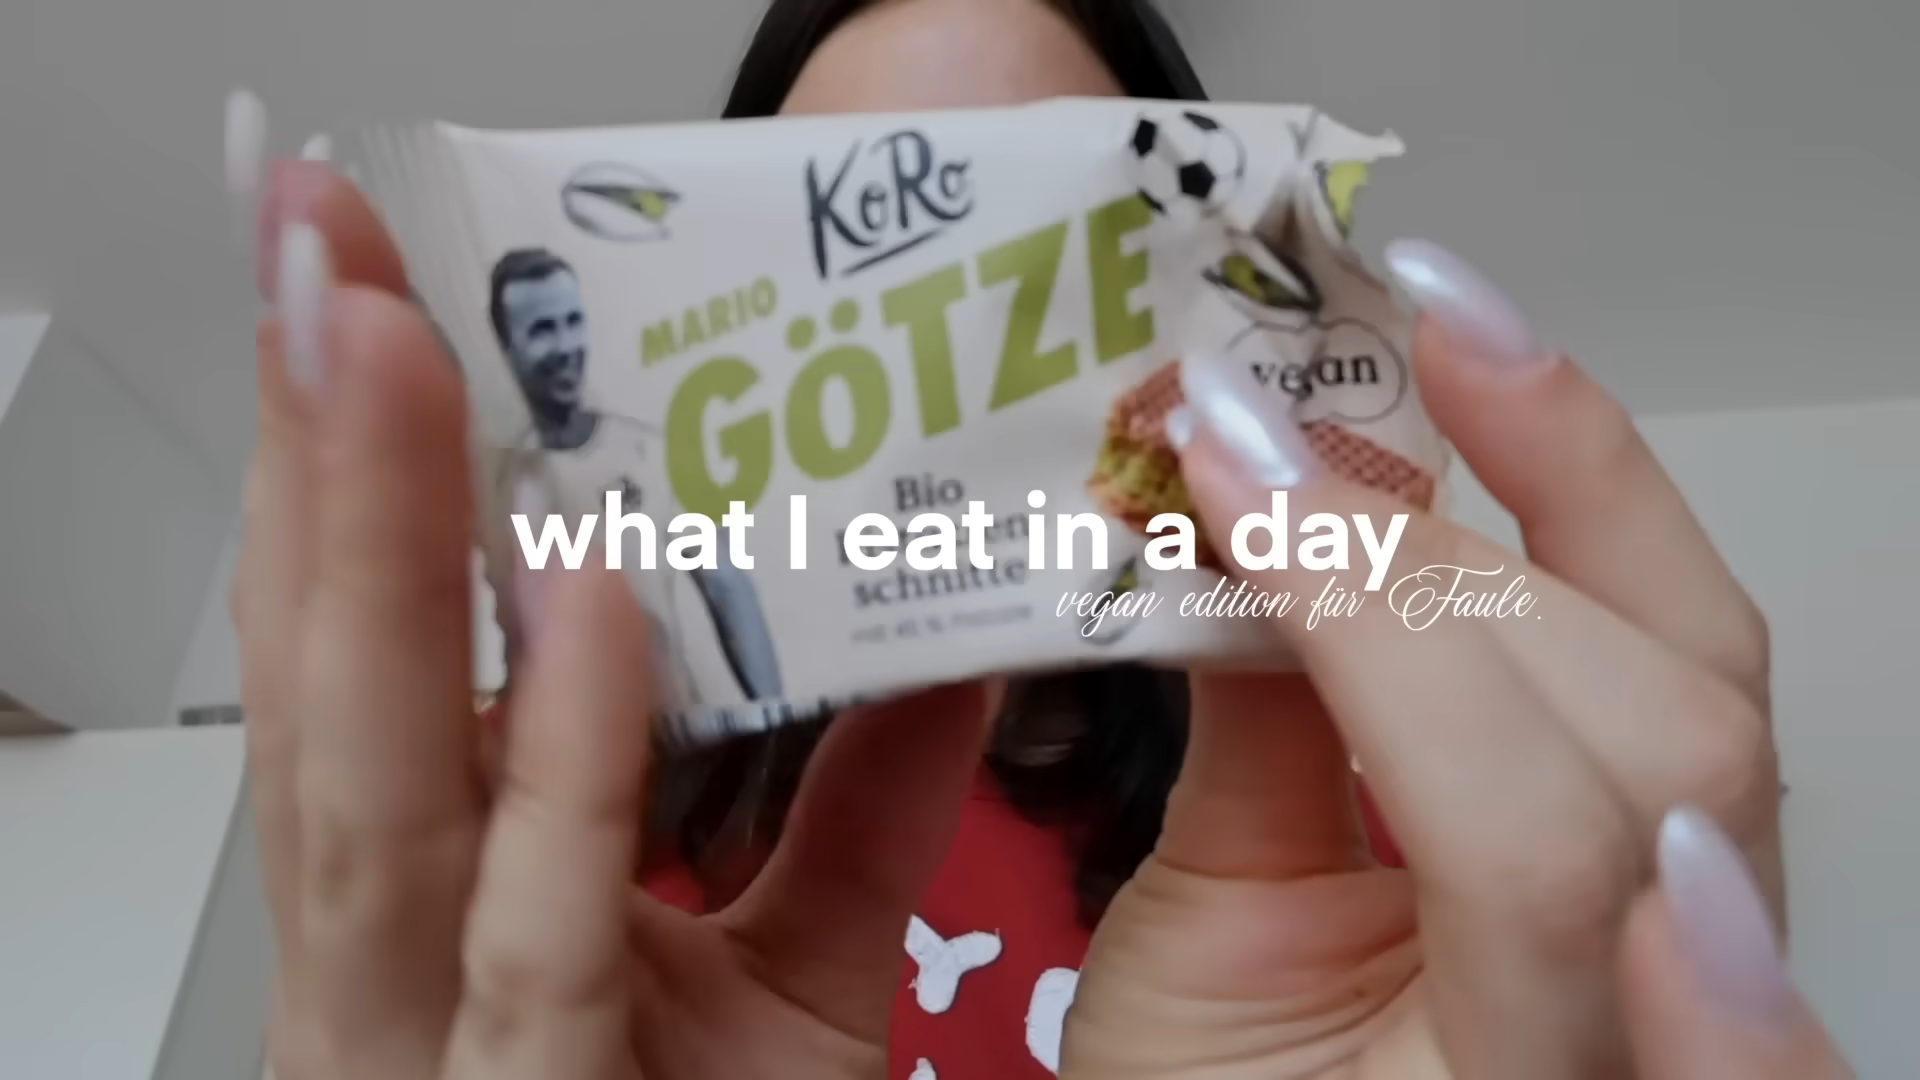 KoRo
MARIO
GÖTZE
vegan
Bio
schnitte
what I eat in a day
vegan edition für Faule.